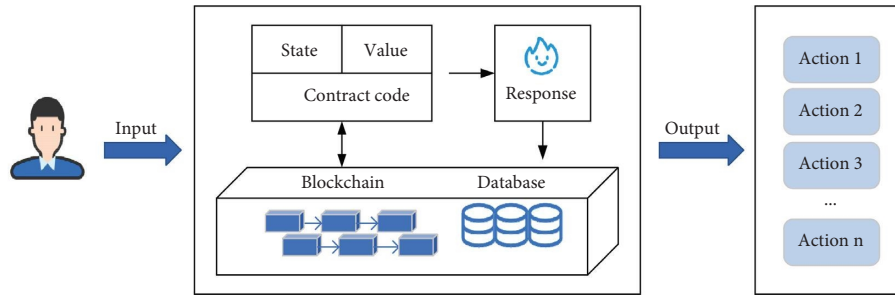 Input
State
Value
Contract code
Response
Blockchain
Database
Output
Action 1
Action 2
Action 3
...
Action n